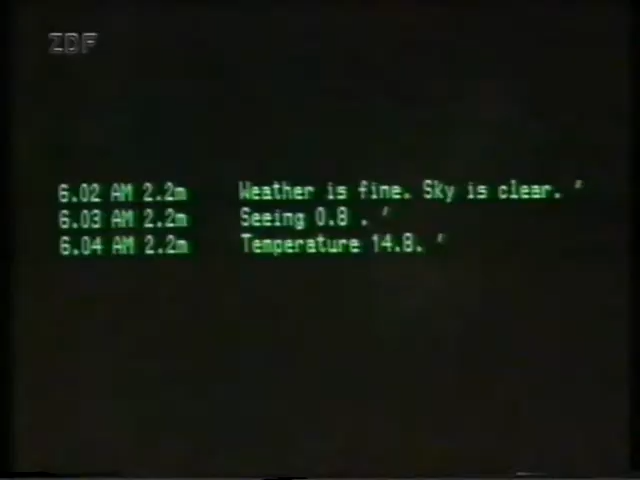 ZDF
6.02 AM 2.2m Weather is fine. Sky is clear. "
6.03 AM 2.2m Seeing 0.8 . "
6.04 AM 2.2m Temperature 14.8. "